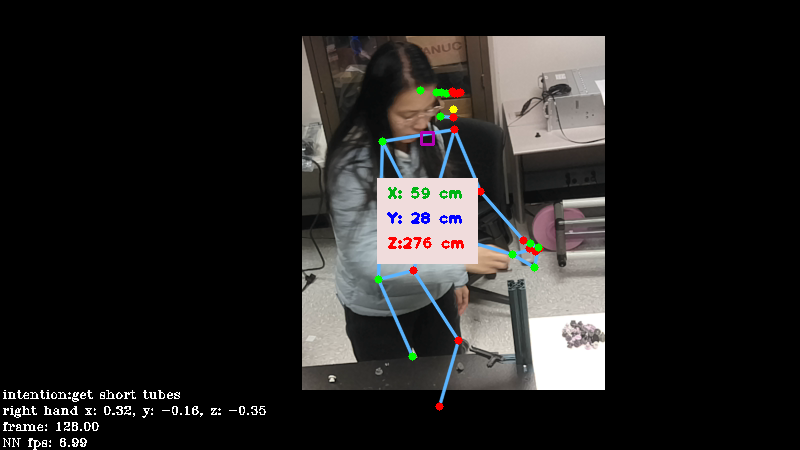 FANUC
X: 59 cm
Y: 28 cm
Z:276 cm
intention:get short tubes
right hand x: 0.32, y: −0.16, z: −0.35
frame: 128.00
NN fps: 6.99